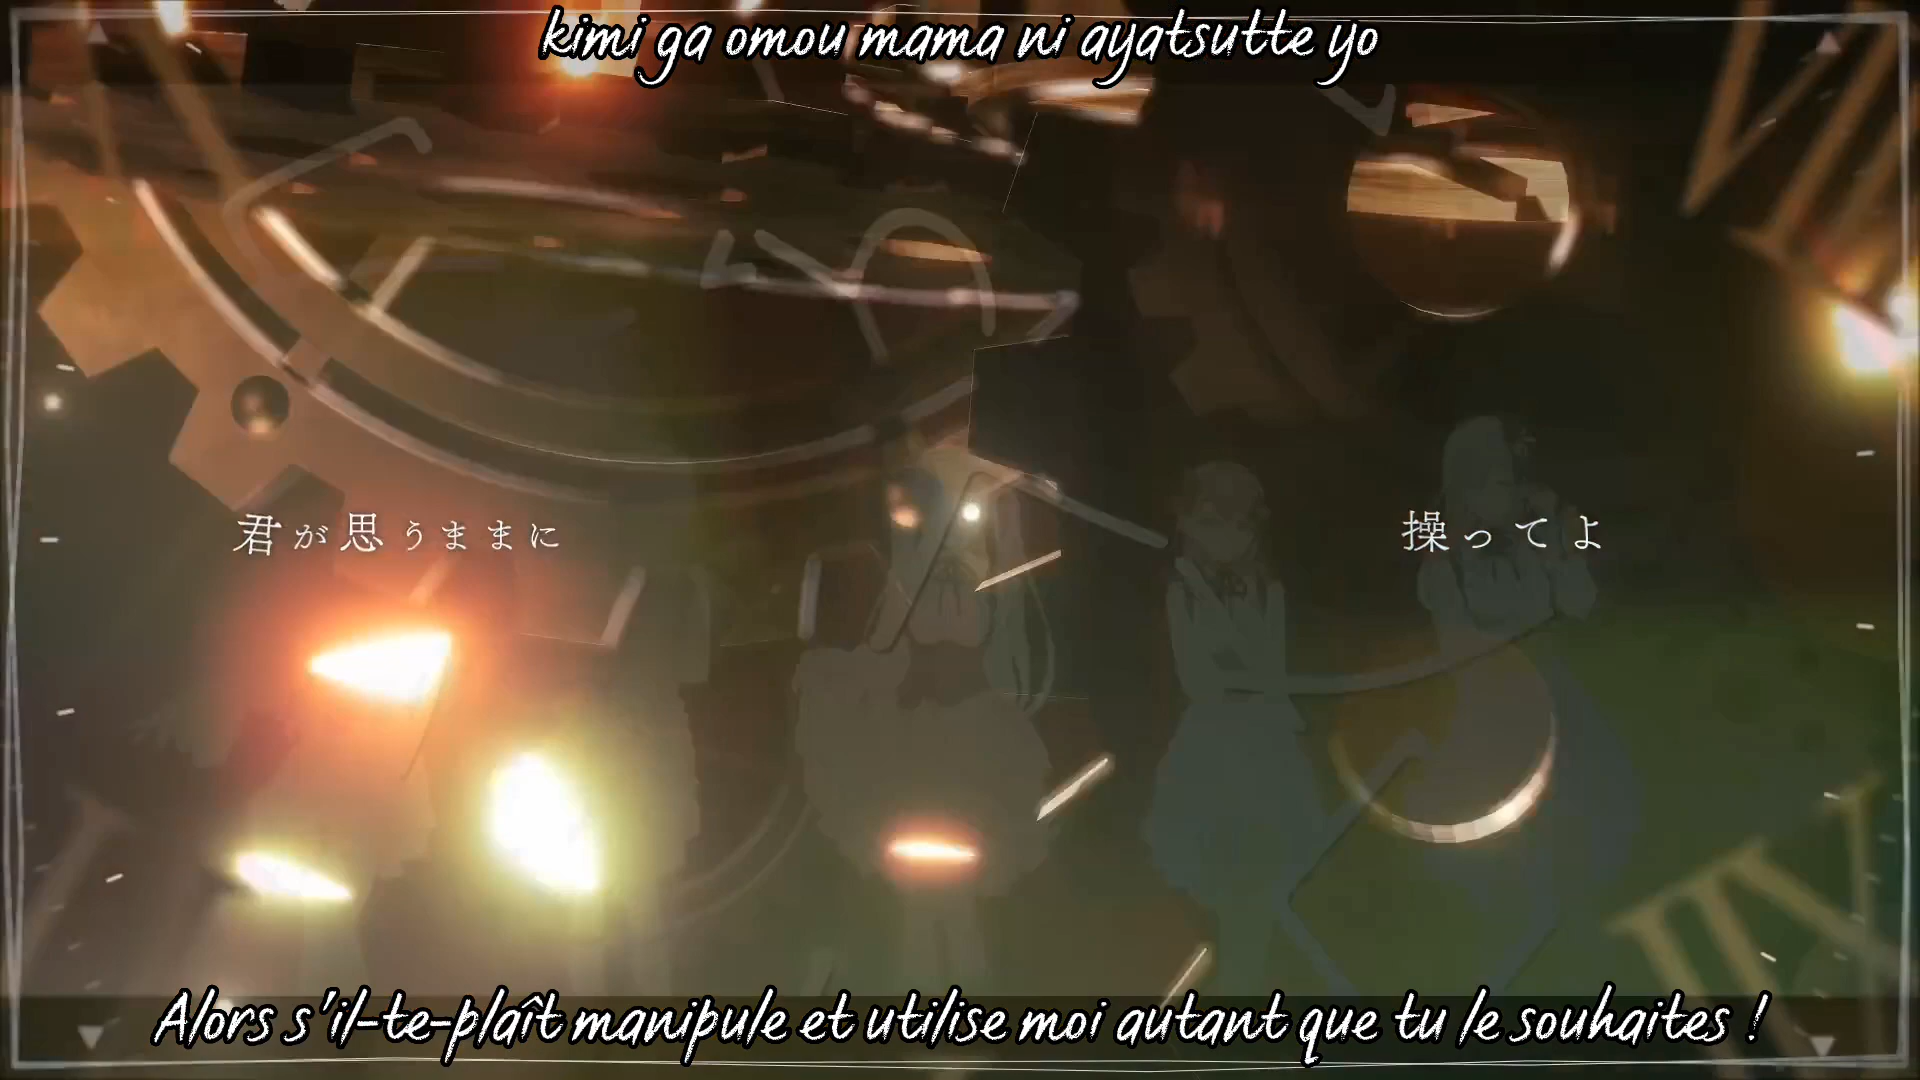 kimi ga omou mama ni ayatsutte yo
君が思うままに
操ってよ
Alors s'il-te-plaît manipule et utilise moi autant que tu le souhaites !